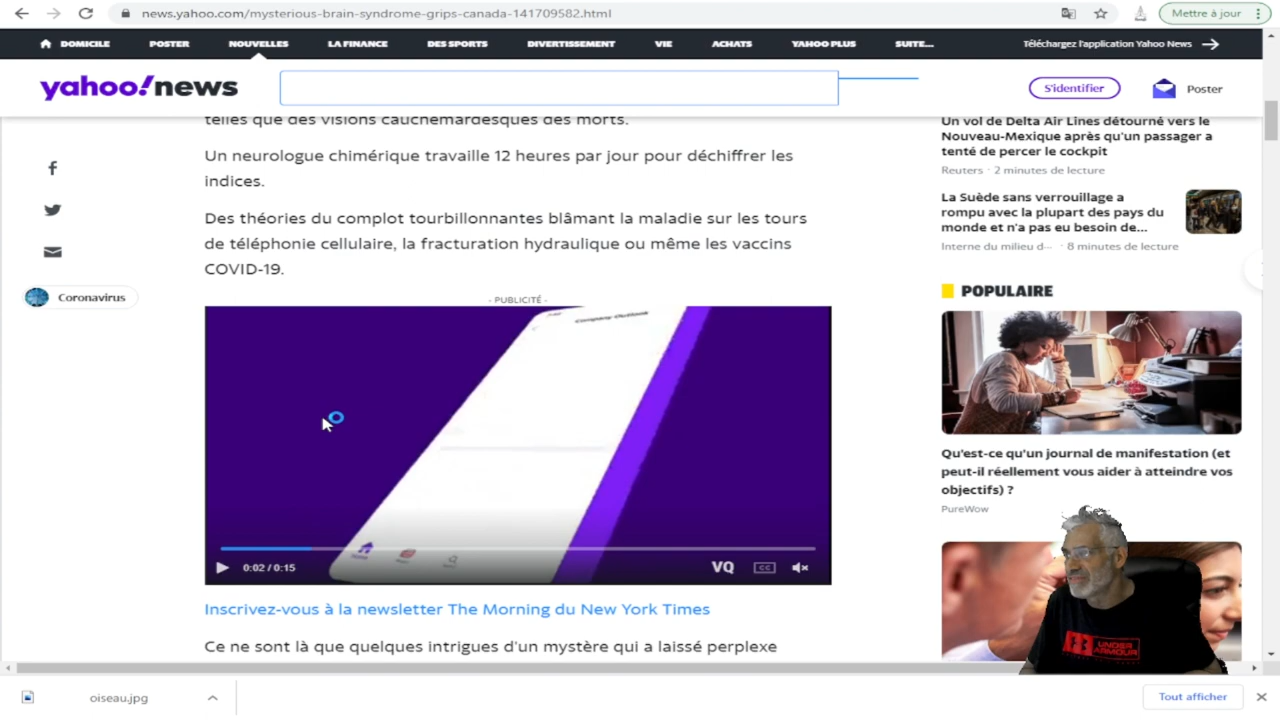 news.yahoo.com/mysterious-brain-syndrome-grips-canada-141709582.html
Mettre à jour
DOMICILE POSTER NOUVELLES LA FINANCE DES SPORTS DIVERTISSEMENT VIE ACHATS YAHOO PLUS SUITE...
Téléchargez l'application Yahoo News
yahoo!news
S'identifier
Poster
telles que des visions cauchemardesques des morts.
Un neurologue chimérique travaille 12 heures par jour pour déchiffrer les
indices.
Des théories du complot tourbillonnantes blâmant la maladie sur les tours
de téléphonie cellulaire, la fracturation hydraulique ou même les vaccins
COVID-19.
Coronavirus
- PUBLICITÉ -
Company Outlook
0:02 / 0:15
VQ
CC
Inscrivez-vous à la newsletter The Morning du New York Times
Ce ne sont là que quelques intrigues d'un mystère qui a laissé perplexe
Un vol de Delta Air Lines détourné vers le
Nouveau-Mexique après qu'un passager a
tenté de percer le cockpit
Reuters · 2 minutes de lecture
La Suède sans verrouillage a
rompu avec la plupart des pays du
monde et n'a pas eu besoin de...
Interne du milieu d··· · 8 minutes de lecture
POPULAIRE
Qu'est-ce qu'un journal de manifestation (et
peut-il réellement vous aider à atteindre vos
objectifs) ?
PureWow
UNDER
ARMOUR
oiseau.jpg
Tout afficher